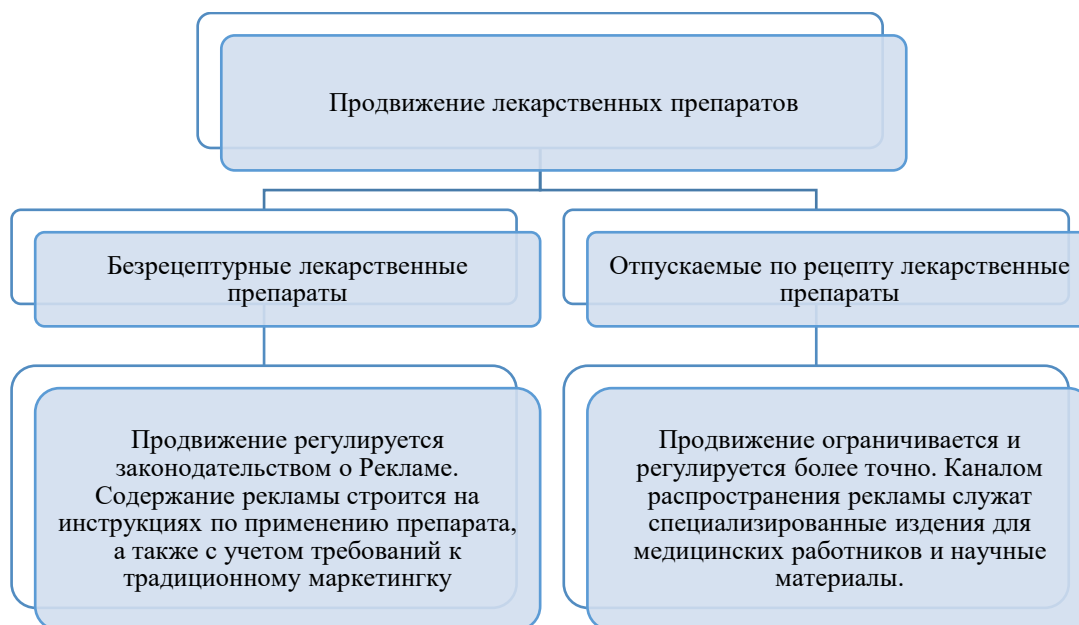 Продвижение лекарственных препаратов
Безрецептурные лекарственные
препараты
Отпускаемые по рецепту лекарственные
препараты
Продвижение регулируется
законодательством о Рекламе.
Содержание рекламы строится на
инструкциях по применению препарата,
а также с учетом требований к
традиционному маркетингку
Продвижение ограничивается и
регулируется более точно. Каналом
распространения рекламы служат
специализированные издения для
медицинских работников и научные
материалы.